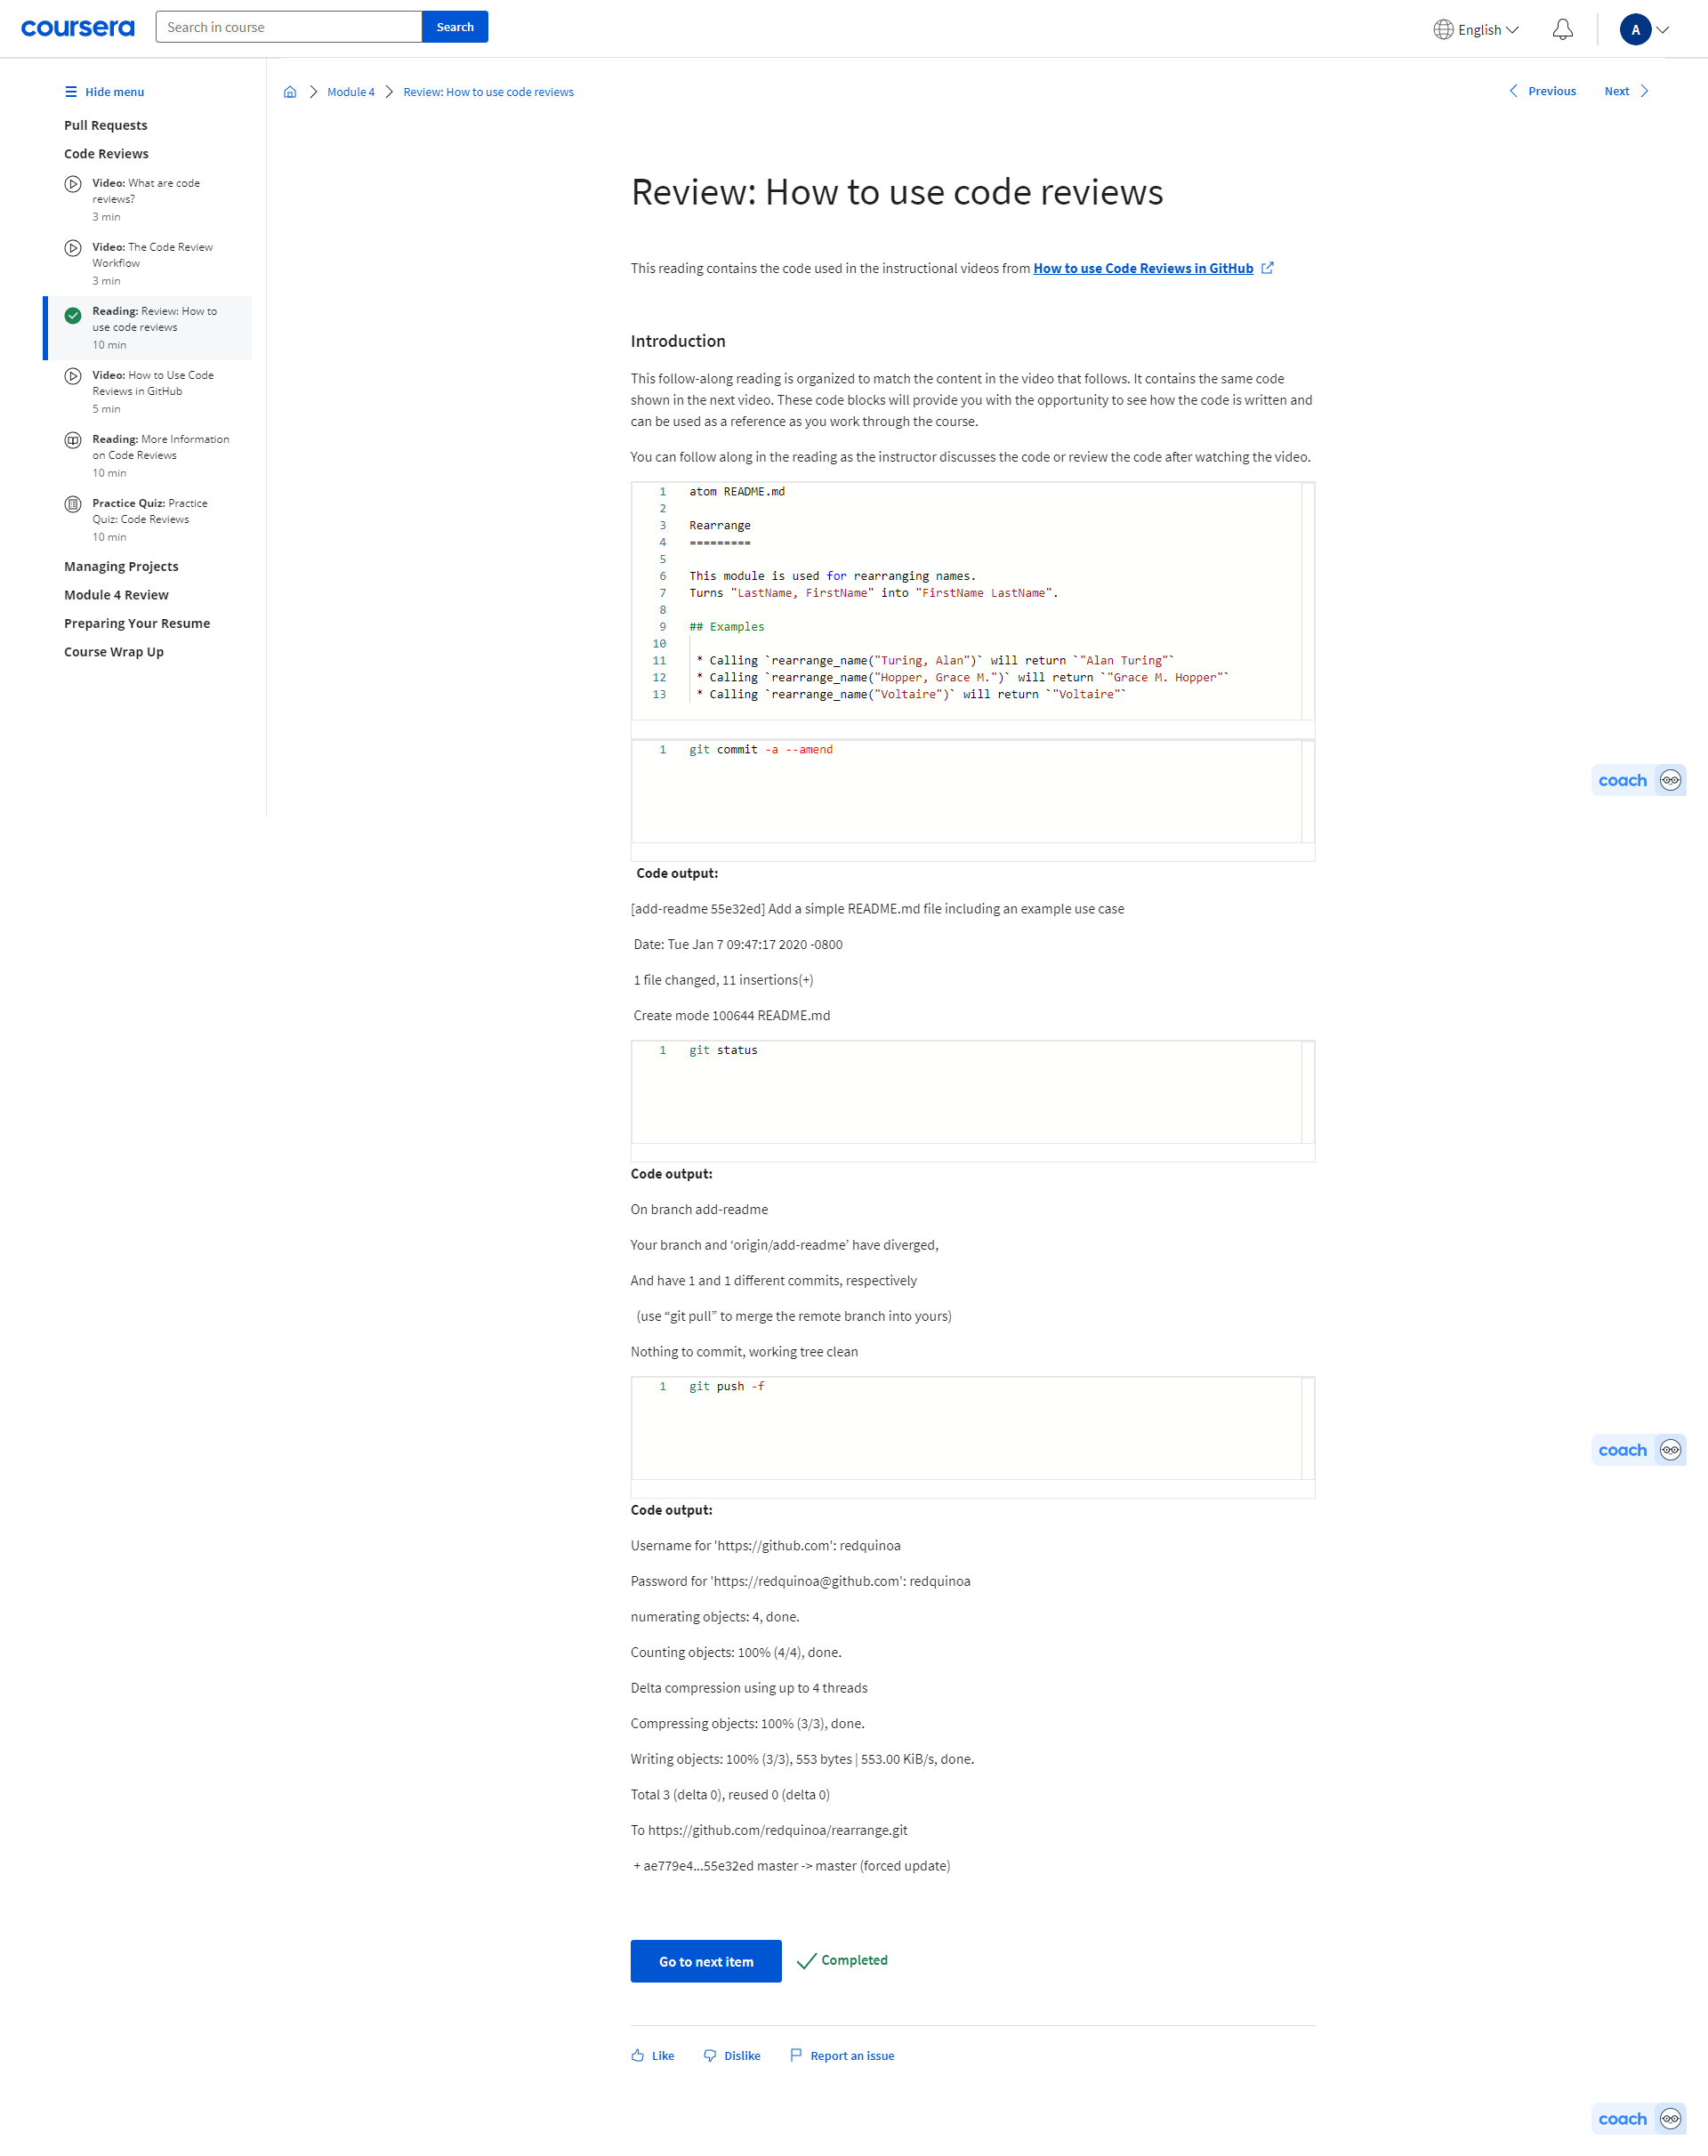 coursera
Search in course
Search
English
A
Hide menu
Pull Requests
Code Reviews
Video: What are code
reviews?
3 min
Video: The Code Review
Workflow
3 min
Reading: Review: How to
use code reviews
10 min
Video: How to Use Code
Reviews in GitHub
5 min
Reading: More Information
on Code Reviews
10 min
Practice Quiz: Practice
Quiz: Code Reviews
10 min
Managing Projects
Module 4 Review
Preparing Your Resume
Course Wrap Up
Module 4
Review: How to use code reviews
Previous
Next
Review: How to use code reviews
This reading contains the code used in the instructional videos from How to use Code Reviews in GitHub
Introduction
This follow-along reading is organized to match the content in the video that follows. It contains the same code
shown in the next video. These code blocks will provide you with the opportunity to see how the code is written and
can be used as a reference as you work through the course.
You can follow along in the reading as the instructor discusses the code or review the code after watching the video.
1 atom README.md
2
3 Rearrange
4 =========
5
6 This module is used for rearranging names.
7 Turns "LastName, FirstName" into "FirstName LastName".
8
9 ## Examples
10
11 * Calling `rearrange_name("Turing, Alan")` will return `"Alan Turing"`
12 * Calling `rearrange_name("Hopper, Grace M.")` will return `"Grace M. Hopper"`
13 * Calling `rearrange_name("Voltaire")` will return `"Voltaire"`
1 git commit -a --amend
coach
Code output:
[add-readme 55e32ed] Add a simple README.md file including an example use case
Date: Tue Jan 7 09:47:17 2020 -0800
1 file changed, 11 insertions(+)
Create mode 100644 README.md
1 git status
Code output:
On branch add-readme
Your branch and ‘origin/add-readme’ have diverged,
And have 1 and 1 different commits, respectively
(use “git pull” to merge the remote branch into yours)
Nothing to commit, working tree clean
1 git push -f
coach
Code output:
Username for 'https://github.com': redquinoa
Password for 'https://redquinoa@github.com': redquinoa
numerating objects: 4, done.
Counting objects: 100% (4/4), done.
Delta compression using up to 4 threads
Compressing objects: 100% (3/3), done.
Writing objects: 100% (3/3), 553 bytes | 553.00 KiB/s, done.
Total 3 (delta 0), reused 0 (delta 0)
To https://github.com/redquinoa/rearrange.git
+ ae779e4...55e32ed master -> master (forced update)
Go to next item
Completed
Like
Dislike
Report an issue
coach